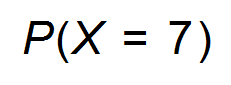 P(X = 7)